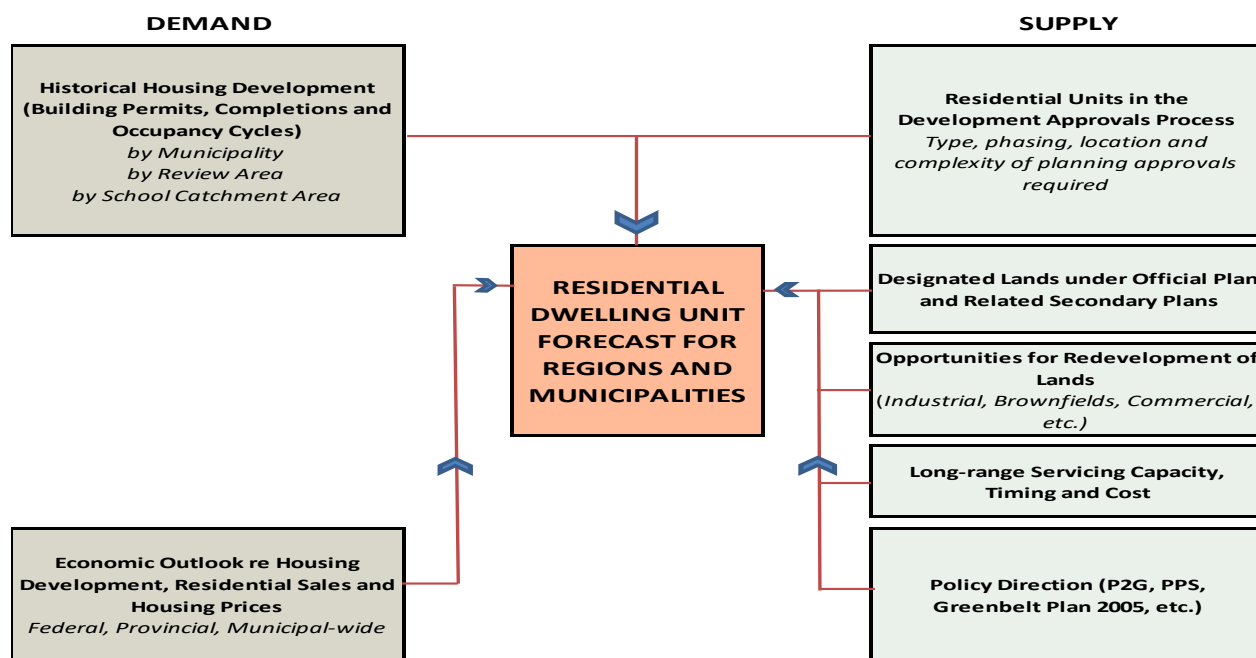 DEMAND
Historical Housing Development
(Building Permits, Completions and
Occupancy Cycles)
by Municipality
by Review Area
by School Catchment Area
Economic Outlook re Housing
Development, Residential Sales and
Housing Prices
Federal, Provincial, Municipal-wide
RESIDENTIAL
DWELLING UNIT
FORECAST FOR
REGIONS AND
MUNICIPALITIES
SUPPLY
Residential Units in the
Development Approvals Process
Type, phasing, location and
complexity of planning approvals
required
Designated Lands under Official Plan
and Related Secondary Plans
Opportunities for Redevelopment of
Lands
(Industrial, Brownfields, Commercial,
etc.)
Long-range Servicing Capacity,
Timing and Cost
Policy Direction (P2G, PPS,
Greenbelt Plan 2005, etc.)